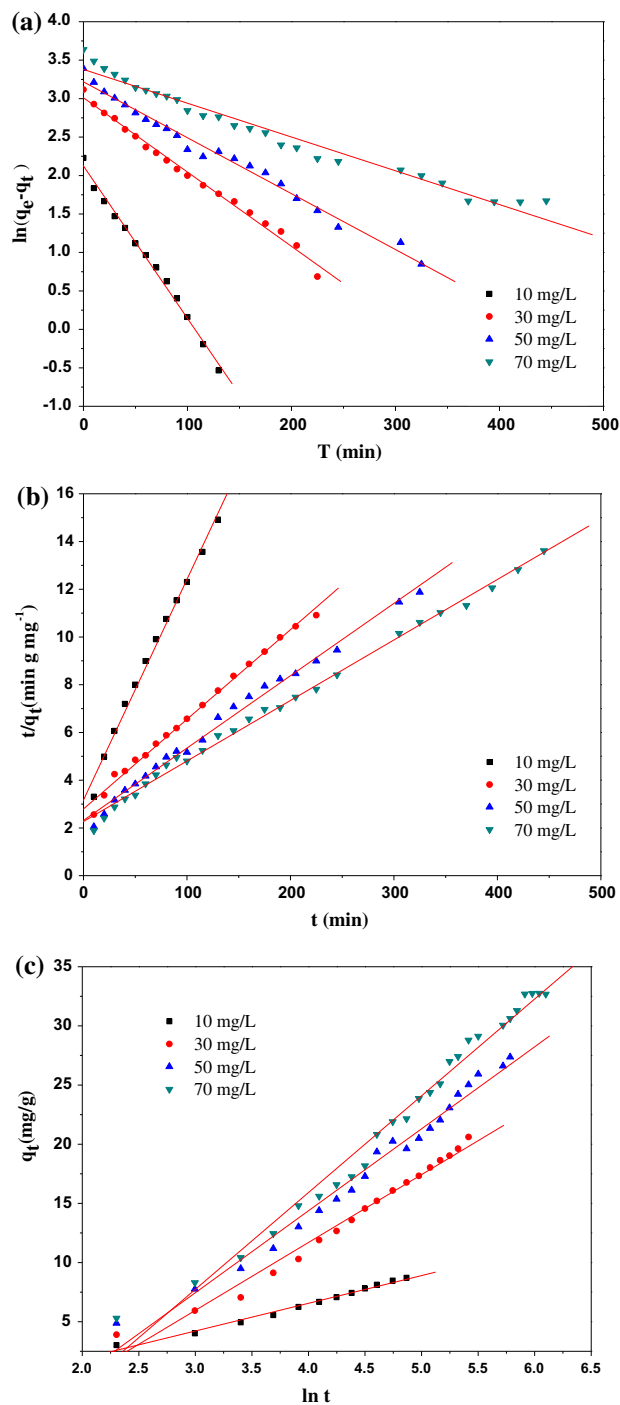 (a)
4.0
3.5
3.0
2.5
2.0
1.5
1.0
0.5
0.0
-0.5
-1.0
ln(qₑ-qₜ)
10 mg/L
30 mg/L
50 mg/L
70 mg/L
0 100 200 300 400 500
T (min)
(b)
16
14
12
10
8
6
4
2
0
t/qₜ(min g mg⁻¹)
10 mg/L
30 mg/L
50 mg/L
70 mg/L
0 100 200 300 400 500
t (min)
(c)
35
30
25
20
15
10
5
qₜ(mg/g)
10 mg/L
30 mg/L
50 mg/L
70 mg/L
2.0 2.5 3.0 3.5 4.0 4.5 5.0 5.5 6.0 6.5
ln t